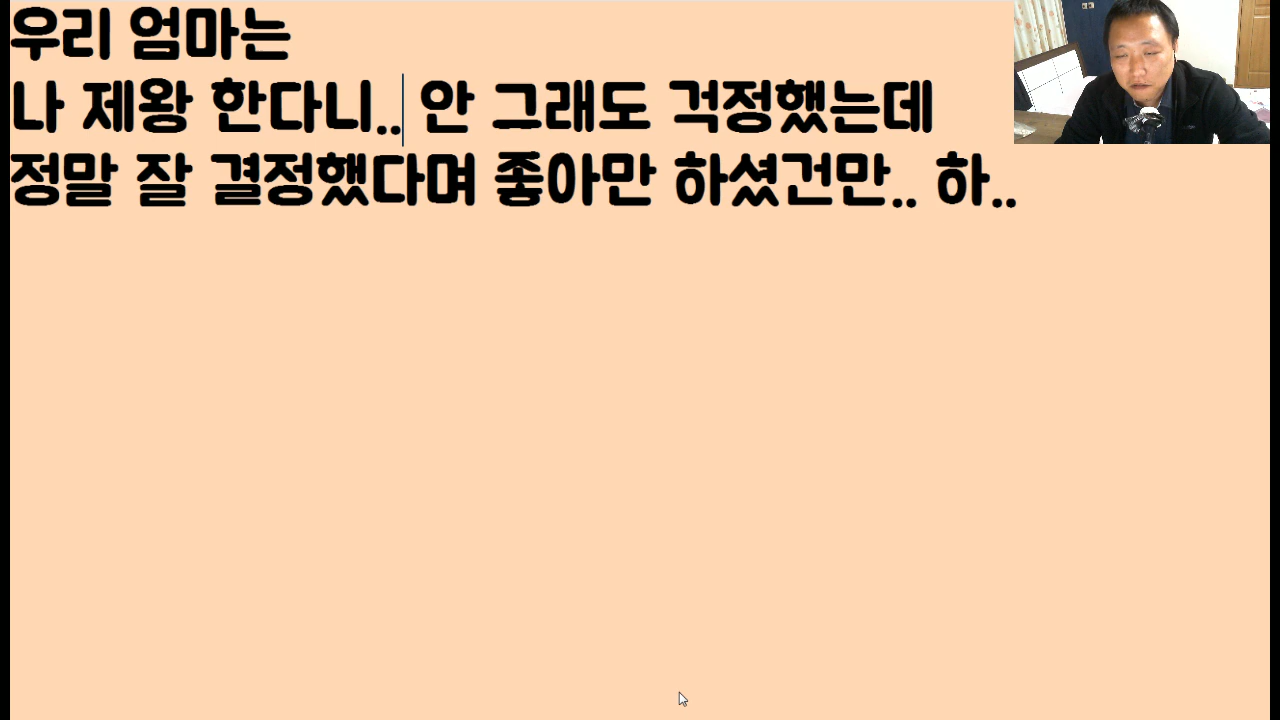 우리 엄마는
나 제왕 한다니.. 안 그래도 걱정했는데
정말 잘 결정했다며 좋아만 하셨건만.. 하..